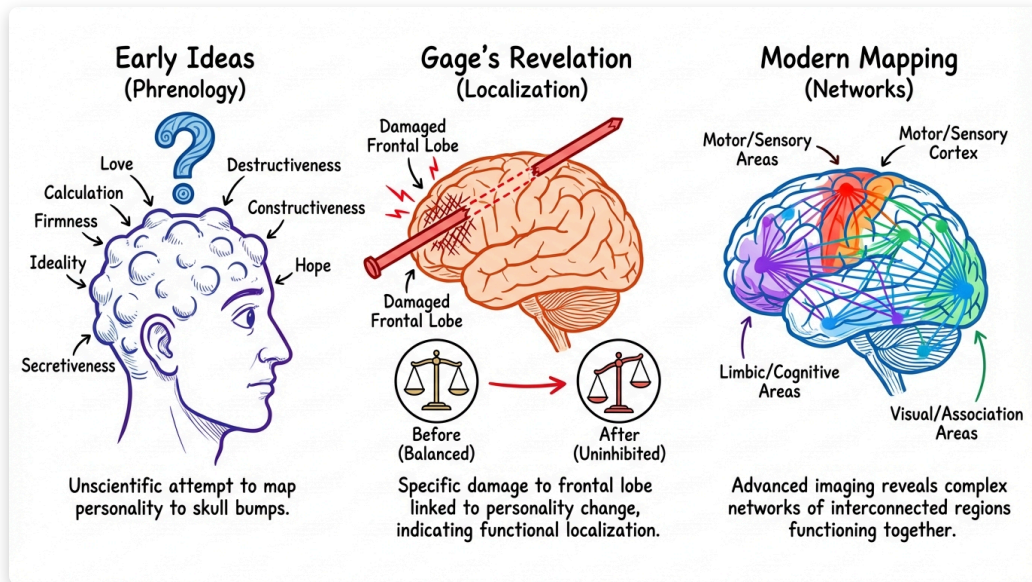 Early Ideas
(Phrenology)
Love
Destructiveness
Calculation
Constructiveness
Firmness
Ideality
Hope
Secretiveness
Unscientific attempt to map
personality to skull bumps.
Gage's Revelation
(Localization)
Damaged
Frontal Lobe
Damaged
Frontal Lobe
Before
(Balanced)
After
(Uninhibited)
Specific damage to frontal lobe
linked to personality change,
indicating functional localization.
Modern Mapping
(Networks)
Motor/Sensory
Areas
Motor/Sensory
Cortex
Limbic/Cognitive
Areas
Visual/Association
Areas
Advanced imaging reveals complex
networks of interconnected regions
functioning together.